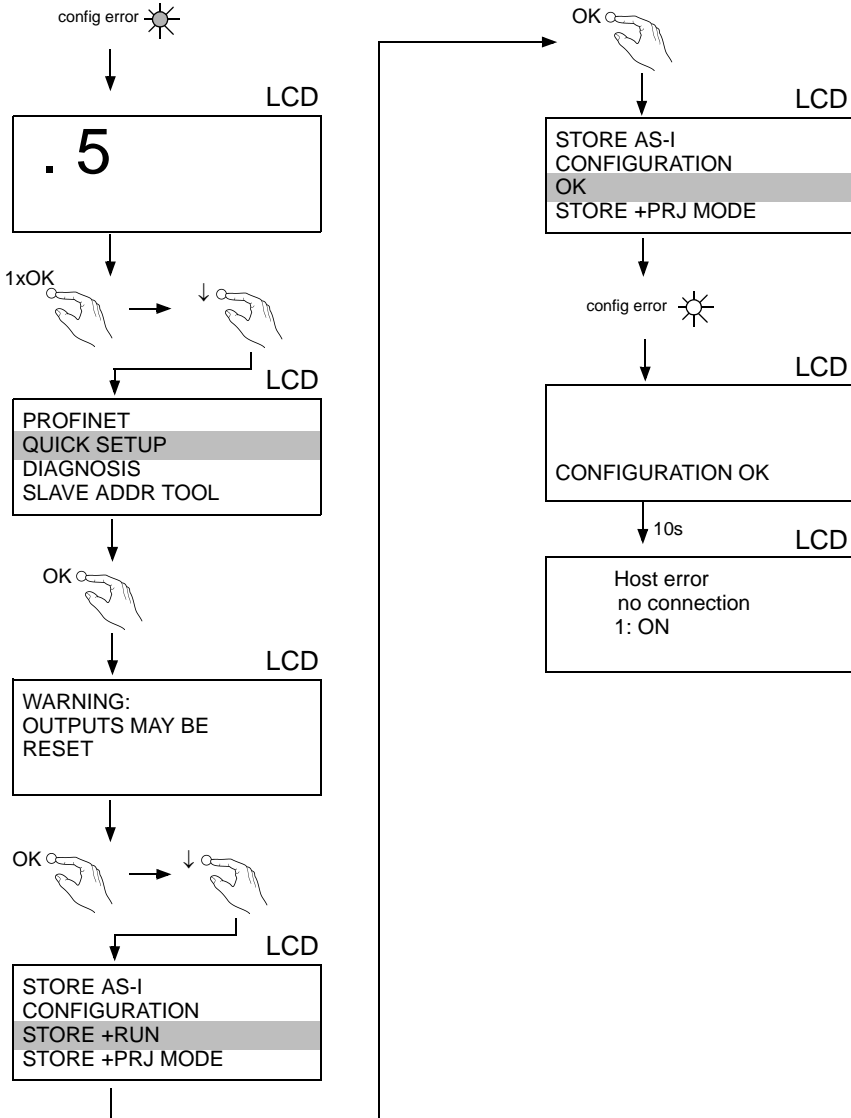 config error
LCD
. 5
1xOK
↓
LCD
PROFINET
QUICK SETUP
DIAGNOSIS
SLAVE ADDR TOOL
OK
LCD
WARNING:
OUTPUTS MAY BE
RESET
OK
↓
LCD
STORE AS-I
CONFIGURATION
STORE +RUN
STORE +PRJ MODE
OK
LCD
STORE AS-I
CONFIGURATION
OK
STORE +PRJ MODE
config error
LCD
CONFIGURATION OK
10s
LCD
Host error
no connection
1: ON